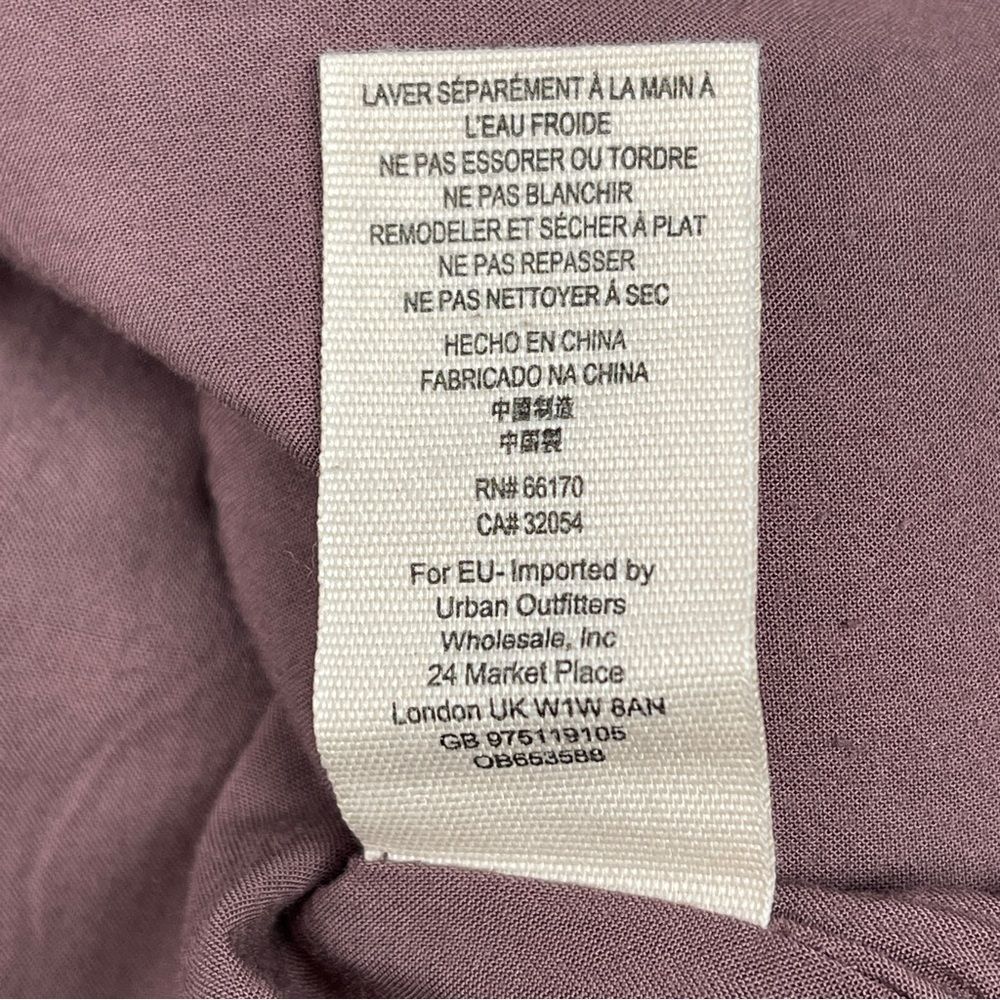 LAVER SÉPARÉMENT À LA MAIN À
L'EAU FROIDE
NE PAS ESSORER OU TORDRE
NE PAS BLANCHIR
REMODELER ET SÉCHER À PLAT
NE PAS REPASSER
NE PAS NETTOYER À SEC
HECHO EN CHINA
FABRICADO NA CHINA
中國制造
中国製
RN# 66170
CA# 32054
For EU- Imported by
Urban Outfitters
Wholesale, Inc
24 Market Place
London UK W1W 8AN
GB 975119105
OB653588